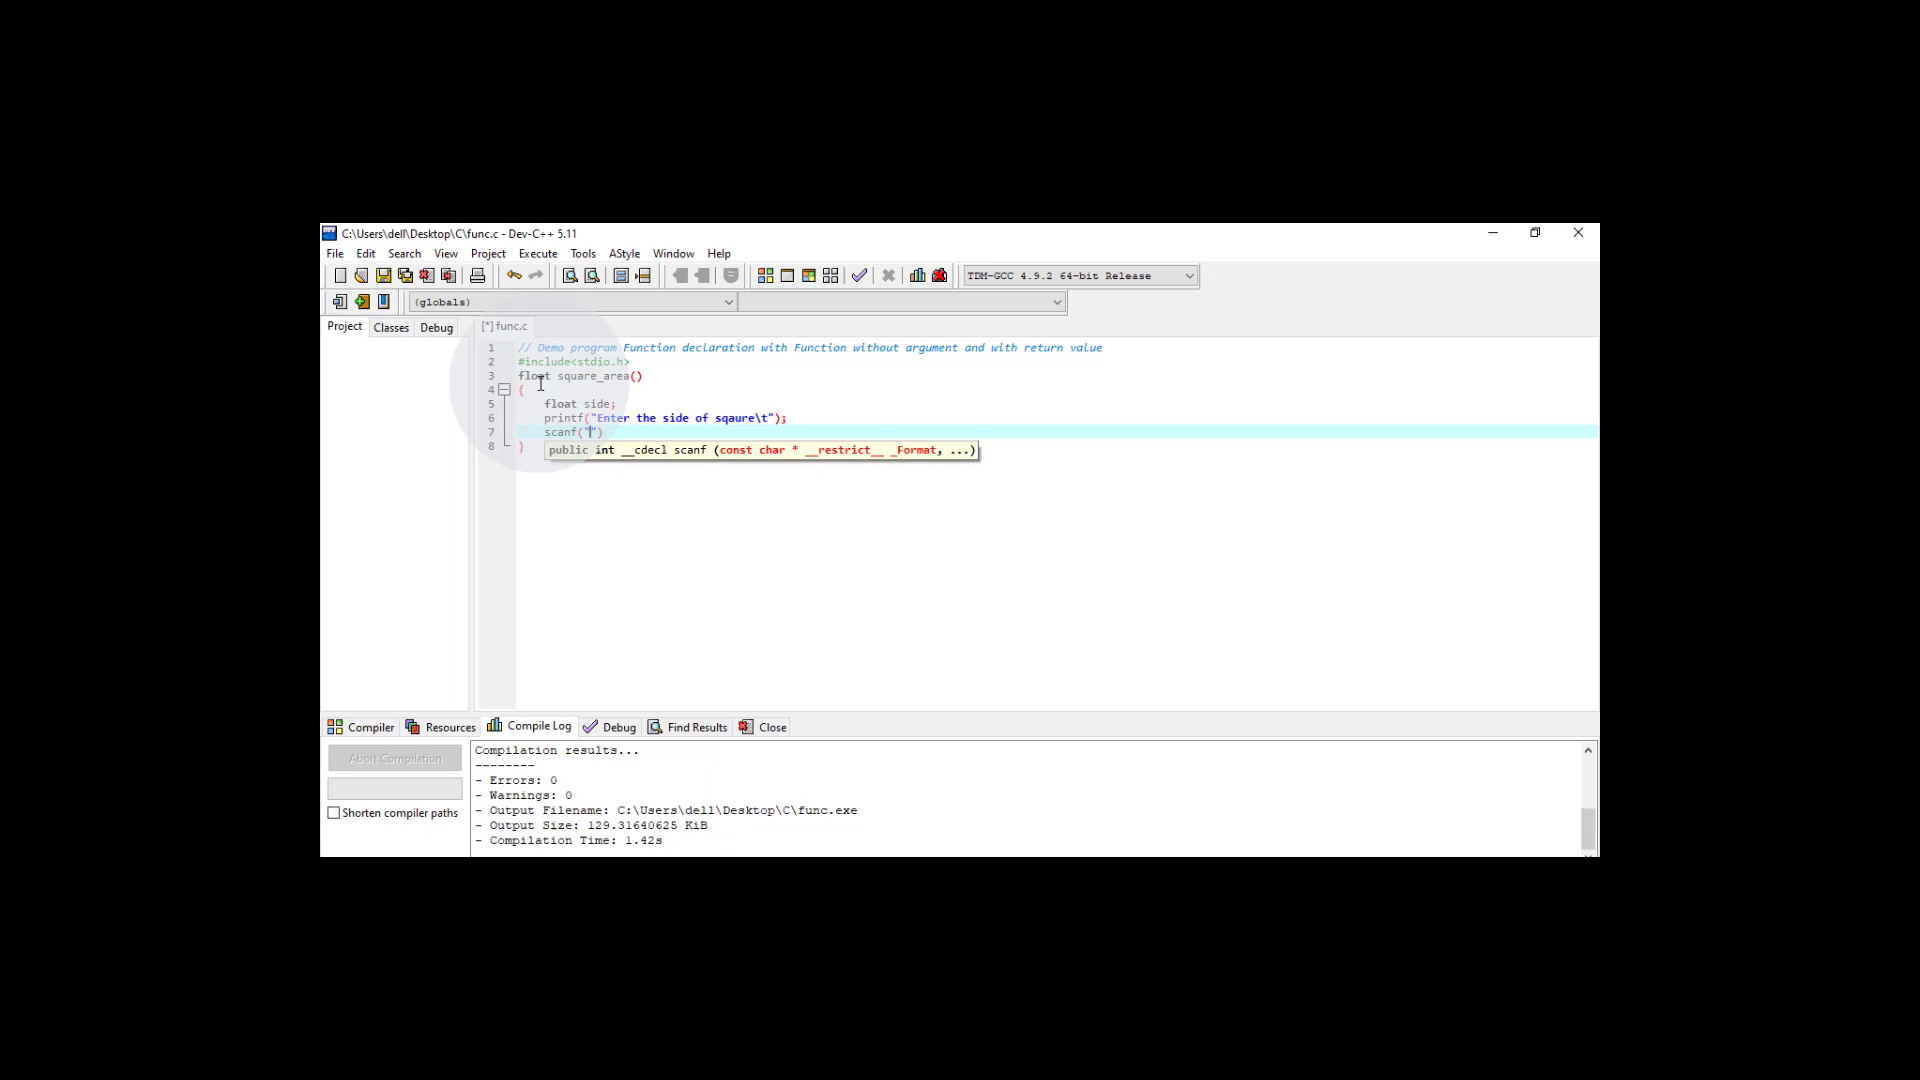 C:\Users\dell\Desktop\C\func.c - Dev-C++ 5.11
File Edit Search View Project Execute Tools AStyle Window Help
TDM-GCC 4.9.2 64-bit Release
(globals)
Project Classes Debug [*] func.c
1 // Demo program Function declaration with Function without argument and with return value
2 #include<stdio.h>
3 float square_area()
4 {
5 float side;
6 printf("Enter the side of sqaure\t");
7 scanf("")
8 }
public int __cdecl scanf (const char * __restrict__ _Format, ...)
Compiler Resources Compile Log Debug Find Results Close
Abort Compilation
Shorten compiler paths
Compilation results...
--------
- Errors: 0
- Warnings: 0
- Output Filename: C:\Users\dell\Desktop\C\func.exe
- Output Size: 129.31640625 KiB
- Compilation Time: 1.42s